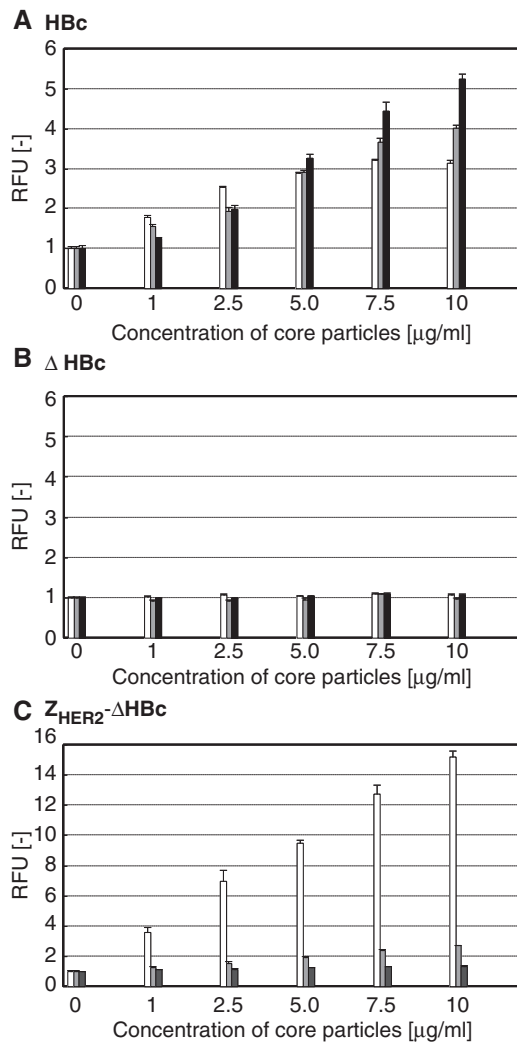 A HBc
6
5
4
3
2
1
0
RFU [-]
0 1 2.5 5.0 7.5 10
Concentration of core particles [μg/ml]
B Δ HBc
6
5
4
3
2
1
0
RFU [-]
0 1 2.5 5.0 7.5 10
Concentration of core particles [μg/ml]
C Z_HER2-ΔHBc
16
14
12
10
8
6
4
2
0
RFU [-]
0 1 2.5 5.0 7.5 10
Concentration of core particles [μg/ml]